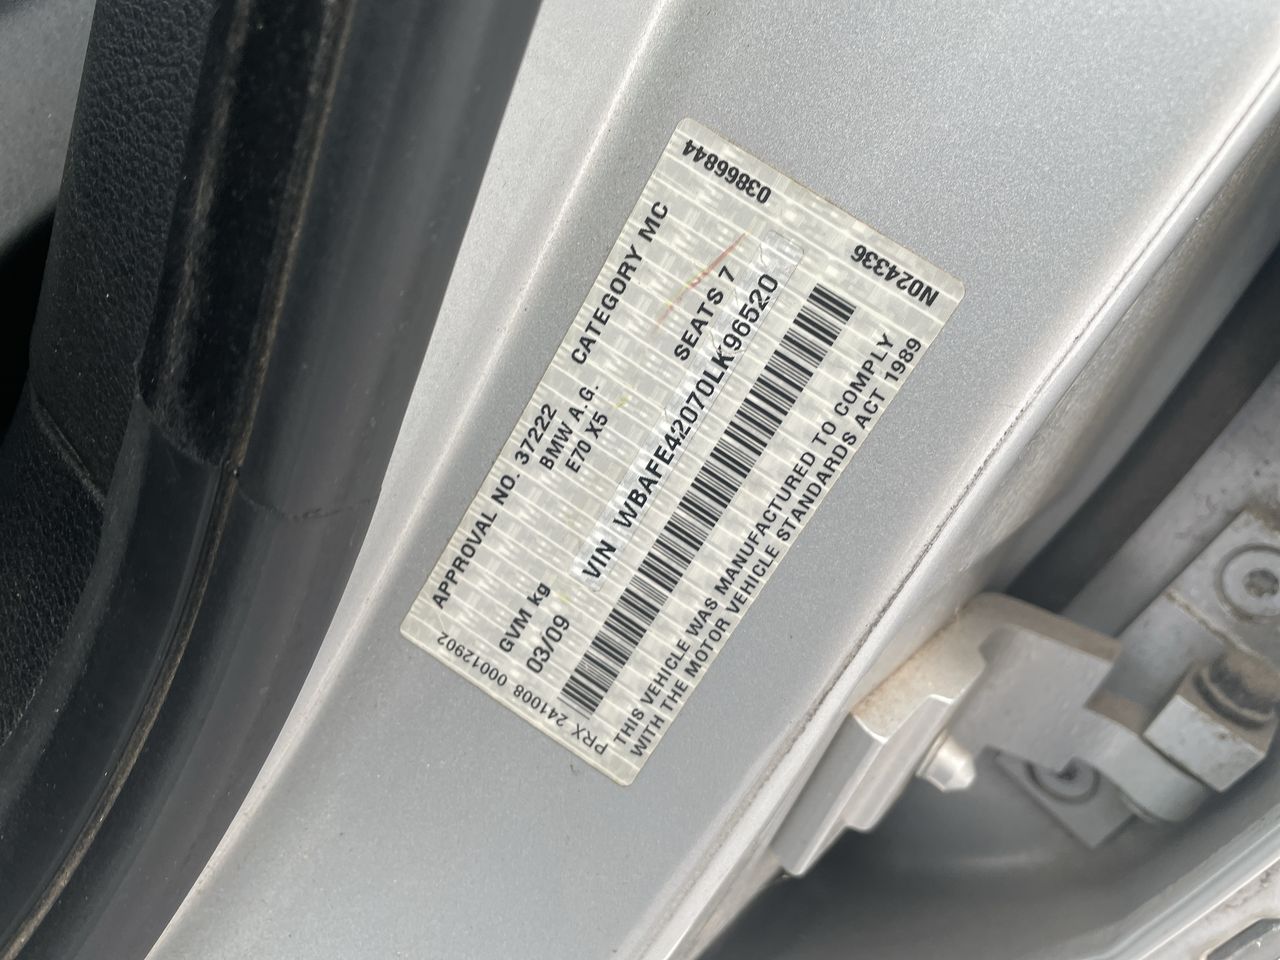 APPROVAL NO. 37222 CATEGORY MC
BMW A.G.
E70 X5
GVM kg SEATS 7
03/09
VIN WBAFE42070LK96520
THIS VEHICLE WAS MANUFACTURED TO COMPLY
WITH THE MOTOR VEHICLE STANDARDS ACT 1989
PRX 241008 00012902
03866844
N024336